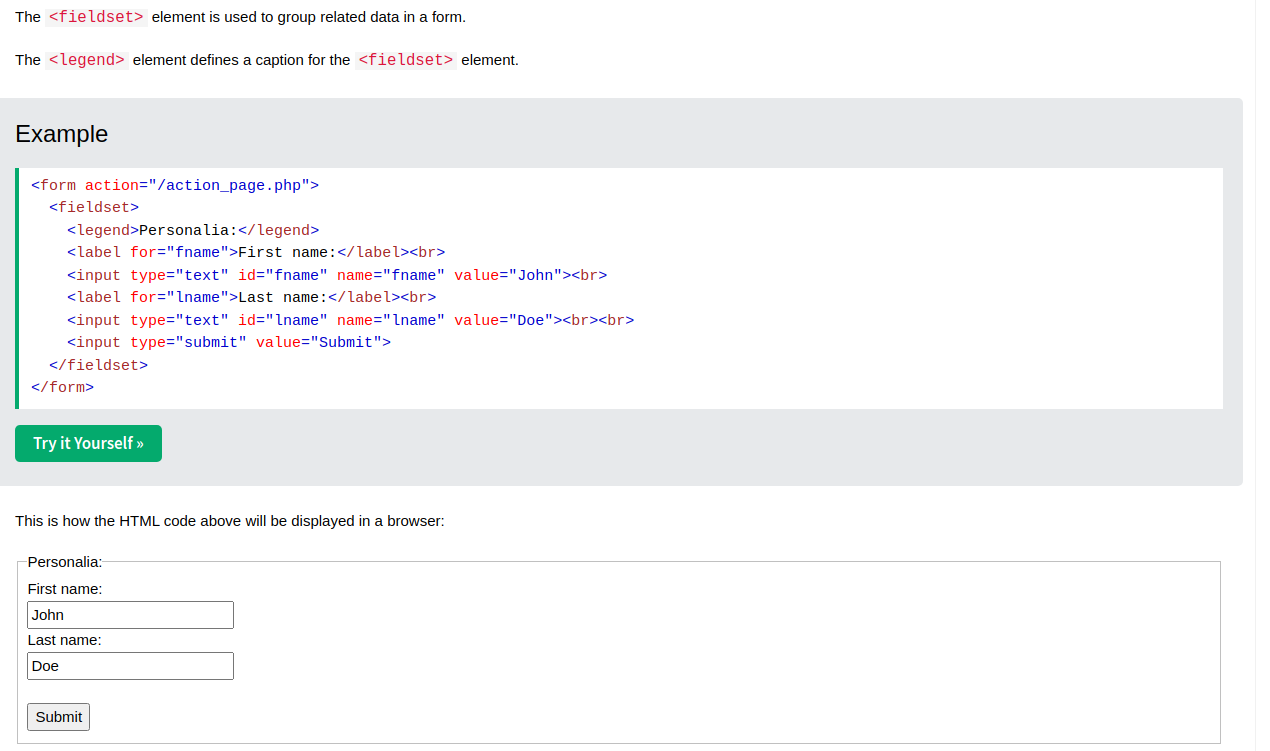 The <fieldset> element is used to group related data in a form.
The <legend> element defines a caption for the <fieldset> element.
Example
<form action="/action_page.php">
  <fieldset>
    <legend>Personalia:</legend>
    <label for="fname">First name:</label><br>
    <input type="text" id="fname" name="fname" value="John"><br>
    <label for="lname">Last name:</label><br>
    <input type="text" id="lname" name="lname" value="Doe"><br><br>
    <input type="submit" value="Submit">
  </fieldset>
</form>
Try it Yourself »
This is how the HTML code above will be displayed in a browser:
Personalia:
First name:
John
Last name:
Doe
Submit